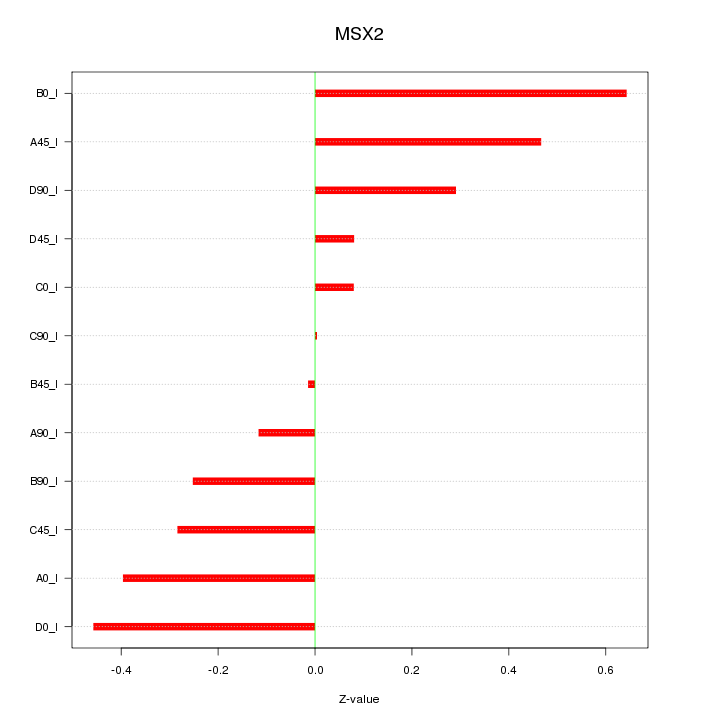 MSX2
B0_I
A45_I
D90_I
D45_I
C0_I
C90_I
B45_I
A90_I
B90_I
C45_I
A0_I
D0_I
-0.4 -0.2 0.0 0.2 0.4 0.6
Z-value